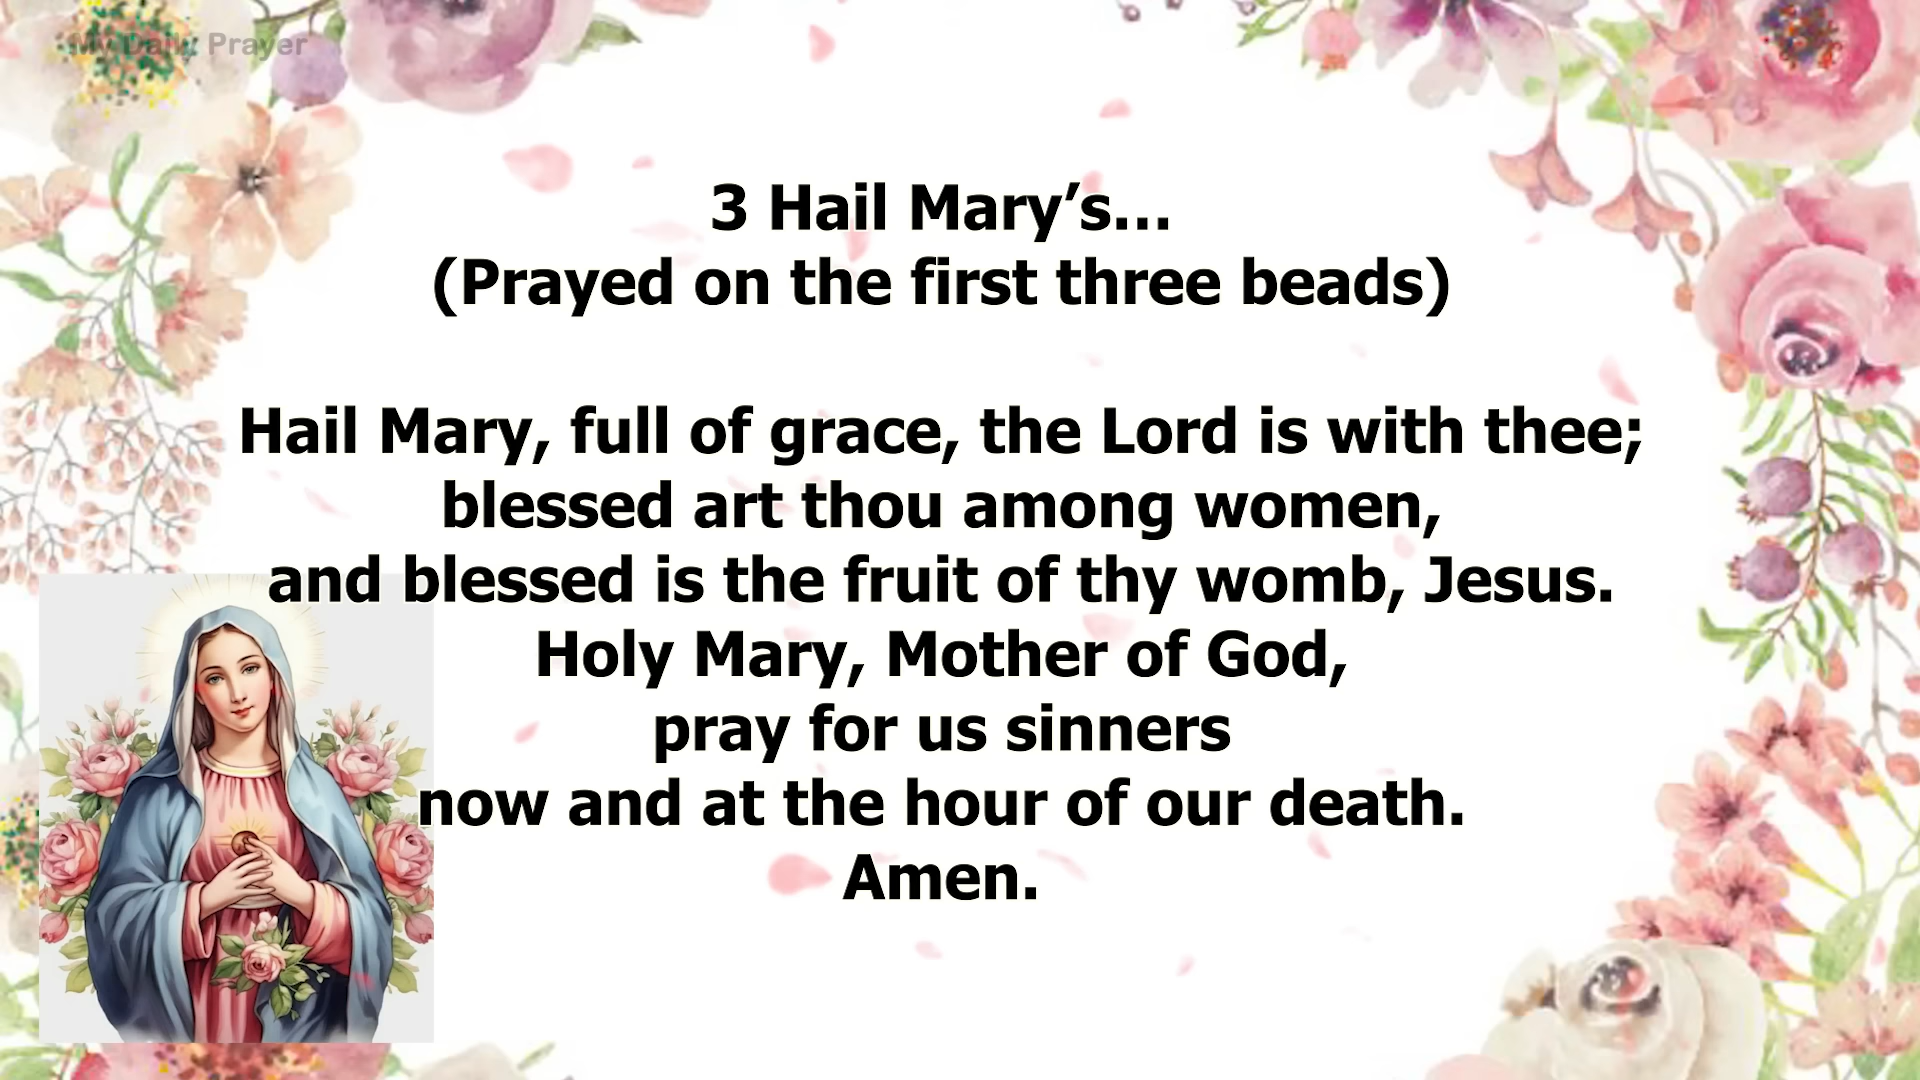 My Daily Prayer
3 Hail Mary’s...
(Prayed on the first three beads)
Hail Mary, full of grace, the Lord is with thee;
blessed art thou among women,
and blessed is the fruit of thy womb, Jesus.
Holy Mary, Mother of God,
pray for us sinners
now and at the hour of our death.
Amen.